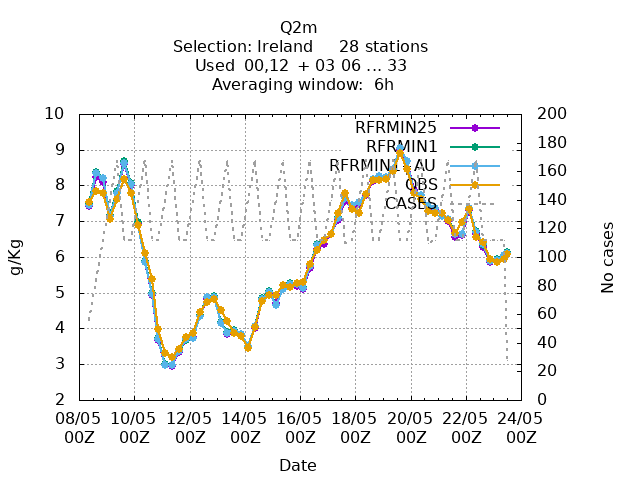 Q2m
Selection: Ireland 28 stations
Used 00,12 + 03 06 ... 33
Averaging window: 6h
10 200
RFRMIN25
180
9 RFRMIN1
160
RFRMIN1_AU
8 OBS
140
CASES
7 120
g/Kg
6 100
No cases
80
5
60
4
40
3
20
2 0
08/05 10/05 12/05 14/05 16/05 18/05 20/05 22/05 24/05
00Z 00Z 00Z 00Z 00Z 00Z 00Z 00Z 00Z
Date